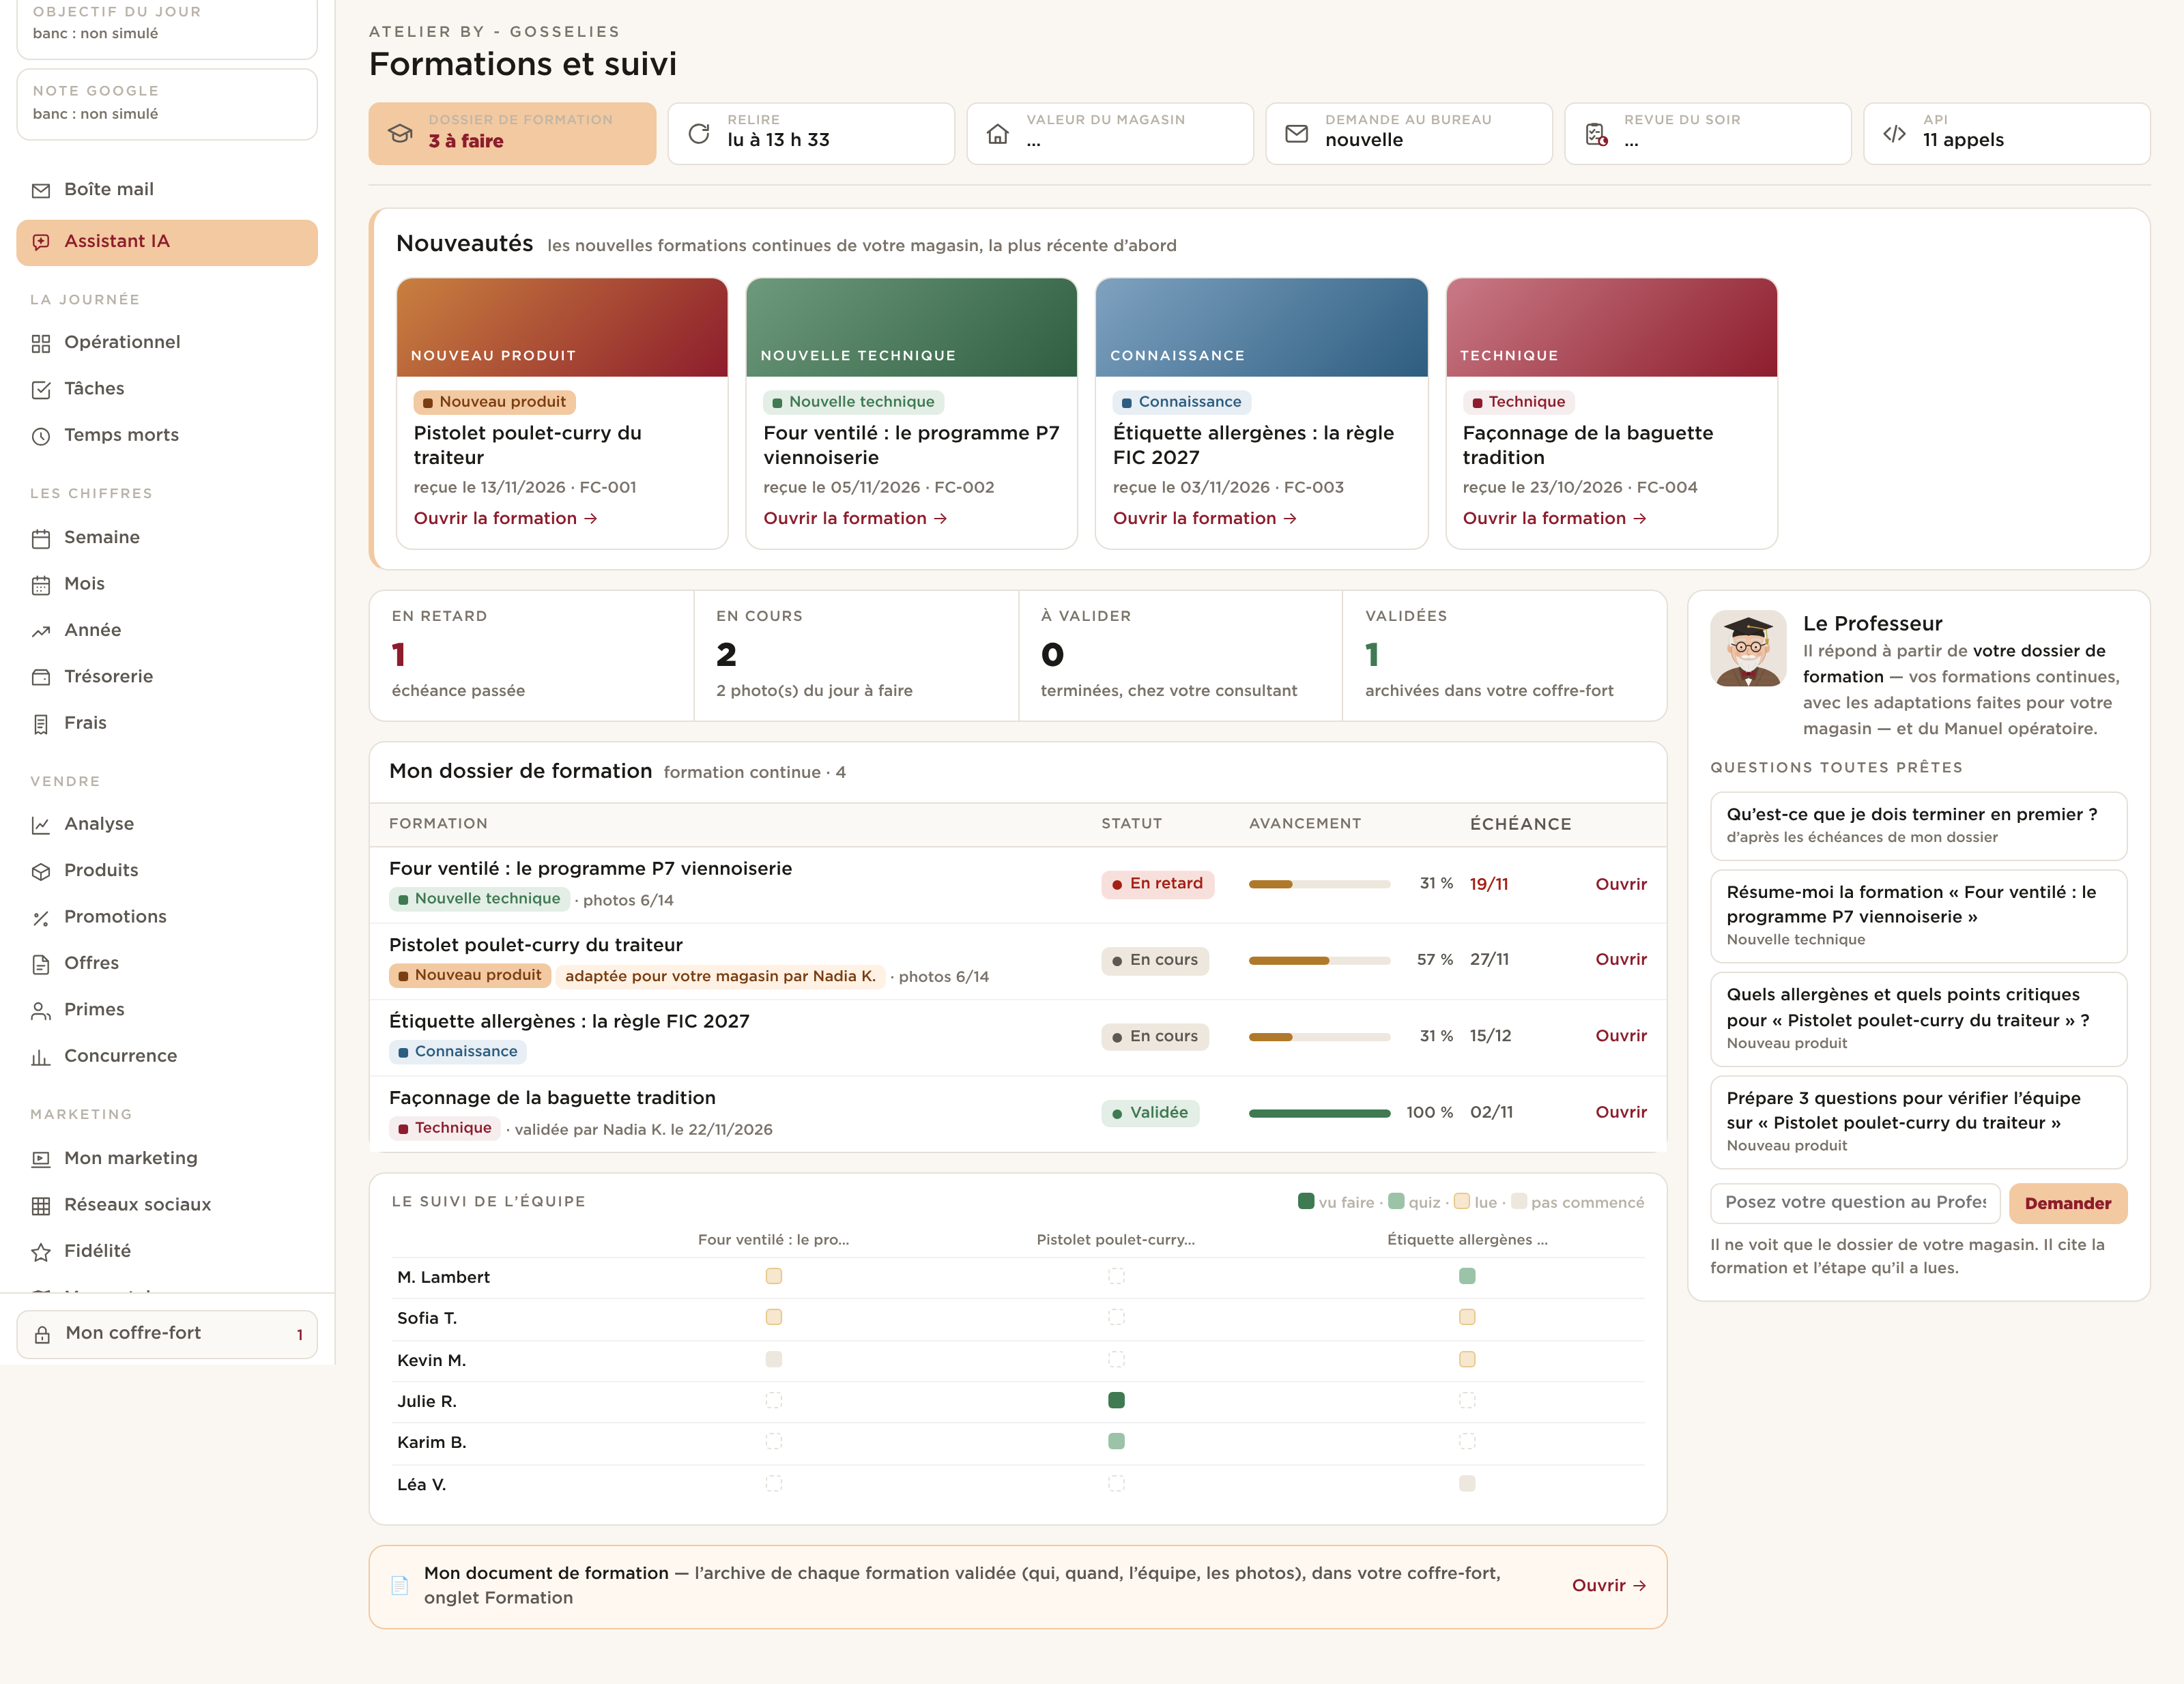 OBJECTIF DU JOUR
banc : non simulé
NOTE GOOGLE
banc : non simulé
Boîte mail
Assistant IA
LA JOURNÉE
Opérationnel
Tâches
Temps morts
LES CHIFFRES
Semaine
Mois
Année
Trésorerie
Frais
VENDRE
Analyse
Produits
Promotions
Offres
Primes
Concurrence
MARKETING
Mon marketing
Réseaux sociaux
Fidélité
Mon coffre-fort 1
ATELIER BY - GOSSELIES
Formations et suivi
DOSSIER DE FORMATION
3 à faire
RELIRE
lu à 13 h 33
VALEUR DU MAGASIN
...
DEMANDE AU BUREAU
nouvelle
REVUE DU SOIR
...
API
11 appels
Nouveautés les nouvelles formations continues de votre magasin, la plus récente d’abord
NOUVEAU PRODUIT
Nouveau produit
Pistolet poulet-curry du
traiteur
reçue le 13/11/2026 · FC-001
Ouvrir la formation →
NOUVELLE TECHNIQUE
Nouvelle technique
Four ventilé : le programme P7
viennoiserie
reçue le 05/11/2026 · FC-002
Ouvrir la formation →
CONNAISSANCE
Connaissance
Étiquette allergènes : la règle
FIC 2027
reçue le 03/11/2026 · FC-003
Ouvrir la formation →
TECHNIQUE
Technique
Façonnage de la baguette
tradition
reçue le 23/10/2026 · FC-004
Ouvrir la formation →
EN RETARD
1
échéance passée
EN COURS
2
2 photo(s) du jour à faire
À VALIDER
0
terminées, chez votre consultant
VALIDÉES
1
archivées dans votre coffre-fort
Mon dossier de formation formation continue · 4
FORMATION STATUT AVANCEMENT ÉCHÉANCE
Four ventilé : le programme P7 viennoiserie
Nouvelle technique · photos 6/14
En retard 31 % 19/11 Ouvrir
Pistolet poulet-curry du traiteur
Nouveau produit adaptée pour votre magasin par Nadia K. · photos 6/14
En cours 57 % 27/11 Ouvrir
Étiquette allergènes : la règle FIC 2027
Connaissance
En cours 31 % 15/12 Ouvrir
Façonnage de la baguette tradition
Technique · validée par Nadia K. le 22/11/2026
Validée 100 % 02/11 Ouvrir
LE SUIVI DE L’ÉQUIPE
vu faire · quiz · lue · pas commencé
Four ventilé : le pro... Pistolet poulet-curry... Étiquette allergènes ...
M. Lambert
Sofia T.
Kevin M.
Julie R.
Karim B.
Léa V.
Mon document de formation — l’archive de chaque formation validée (qui, quand, l’équipe, les photos), dans votre coffre-fort,
onglet Formation
Ouvrir →
Le Professeur
Il répond à partir de votre dossier de
formation — vos formations continues,
avec les adaptations faites pour votre
magasin — et du Manuel opératoire.
QUESTIONS TOUTES PRÊTES
Qu’est-ce que je dois terminer en premier ?
d’après les échéances de mon dossier
Résume-moi la formation « Four ventilé : le
programme P7 viennoiserie »
Nouvelle technique
Quels allergènes et quels points critiques
pour « Pistolet poulet-curry du traiteur » ?
Nouveau produit
Prépare 3 questions pour vérifier l’équipe
sur « Pistolet poulet-curry du traiteur »
Nouveau produit
Posez votre question au Profes
Demander
Il ne voit que le dossier de votre magasin. Il cite la
formation et l’étape qu’il a lues.